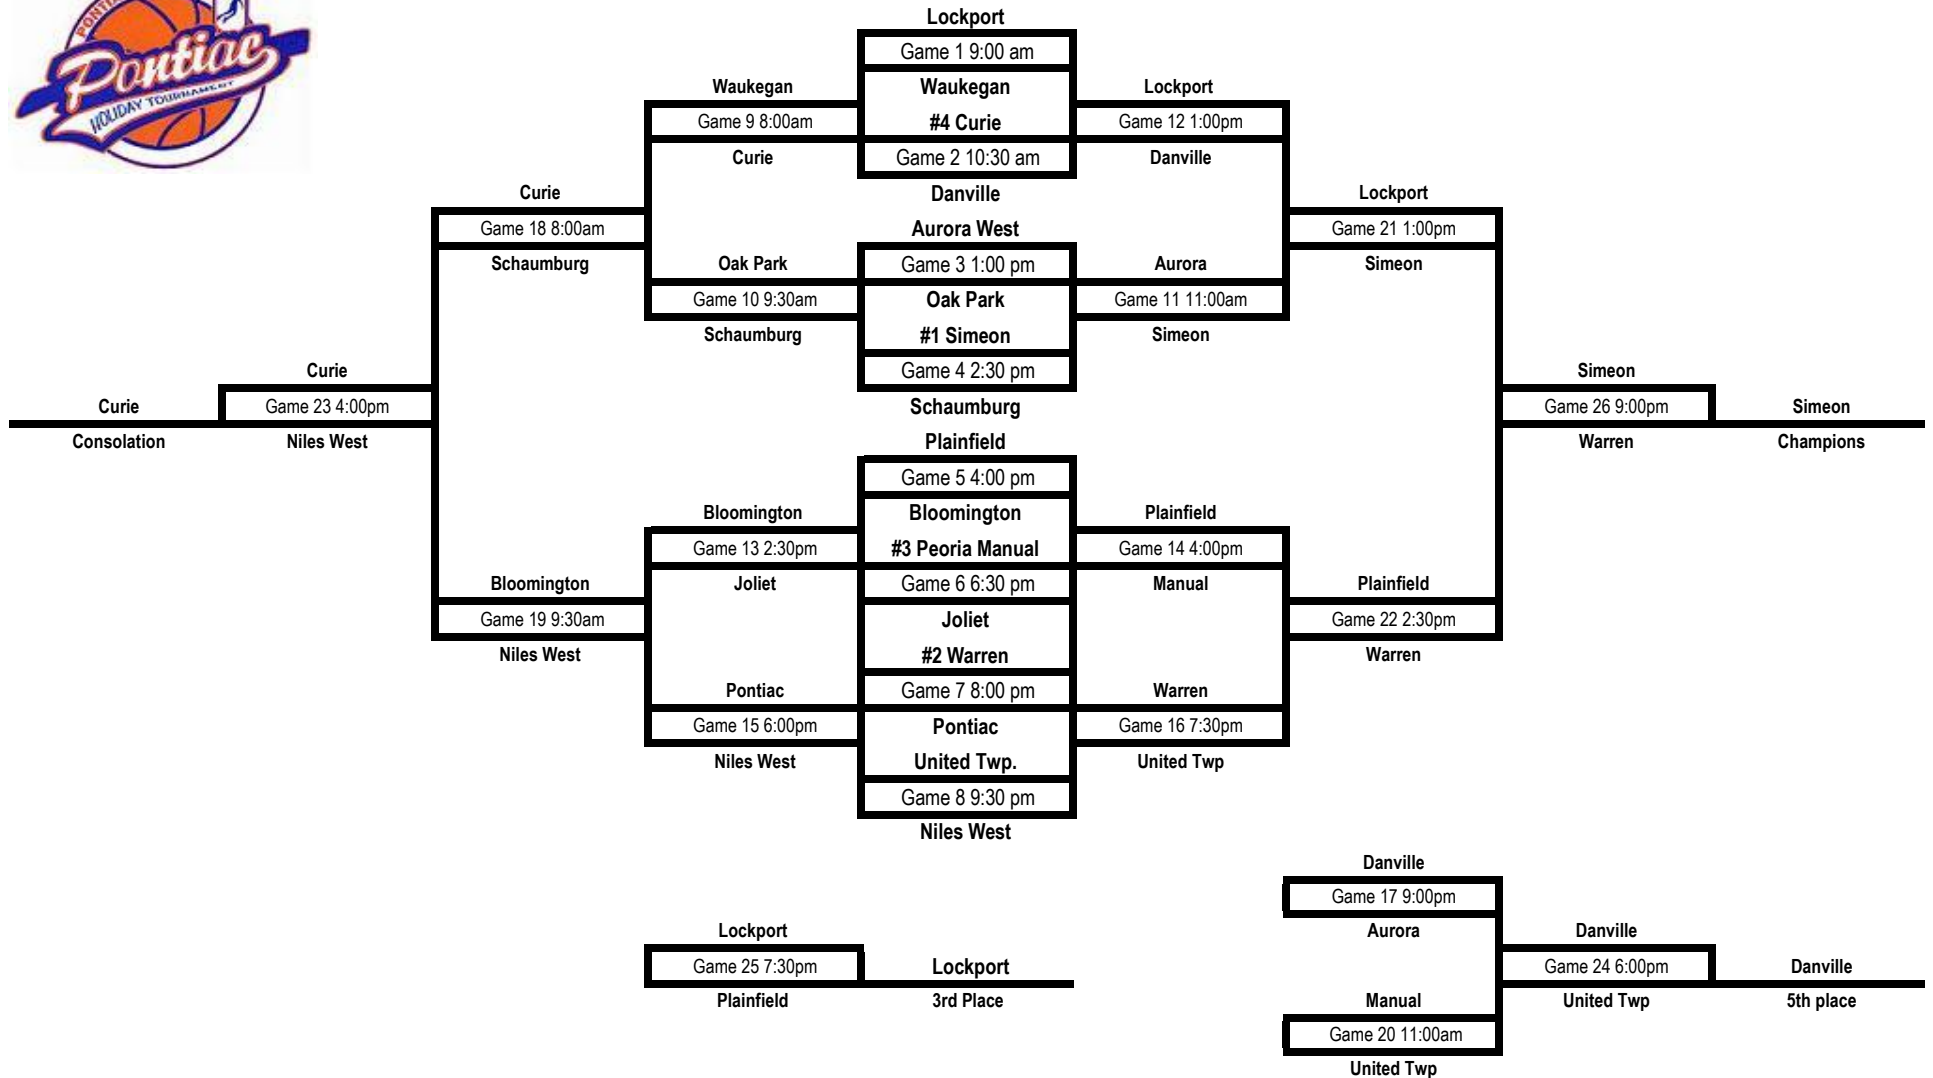 PONTIAC
Pontiac
HOLIDAY TOURNAMENT
Lockport
Game 1 9:00 am
Waukegan
Waukegan
Lockport
Game 9 8:00am
#4 Curie
Game 12 1:00pm
Curie
Game 2 10:30 am
Danville
Curie
Danville
Lockport
Game 18 8:00am
Aurora West
Game 21 1:00pm
Schaumburg
Oak Park
Game 3 1:00 pm
Aurora
Simeon
Game 10 9:30am
Oak Park
Game 11 11:00am
Schaumburg
#1 Simeon
Simeon
Curie
Game 4 2:30 pm
Simeon
Curie
Game 23 4:00pm
Schaumburg
Game 26 9:00pm
Simeon
Consolation
Niles West
Plainfield
Warren
Champions
Game 5 4:00 pm
Bloomington
Bloomington
Plainfield
Game 13 2:30pm
#3 Peoria Manual
Game 14 4:00pm
Bloomington
Joliet
Game 6 6:30 pm
Manual
Plainfield
Game 19 9:30am
Joliet
Game 22 2:30pm
Niles West
#2 Warren
Warren
Pontiac
Game 7 8:00 pm
Warren
Game 15 6:00pm
Pontiac
Game 16 7:30pm
Niles West
United Twp.
United Twp
Game 8 9:30 pm
Niles West
Danville
Game 17 9:00pm
Lockport
Aurora
Danville
Game 25 7:30pm
Lockport
Game 24 6:00pm
Danville
Plainfield
3rd Place
Manual
United Twp
5th place
Game 20 11:00am
United Twp